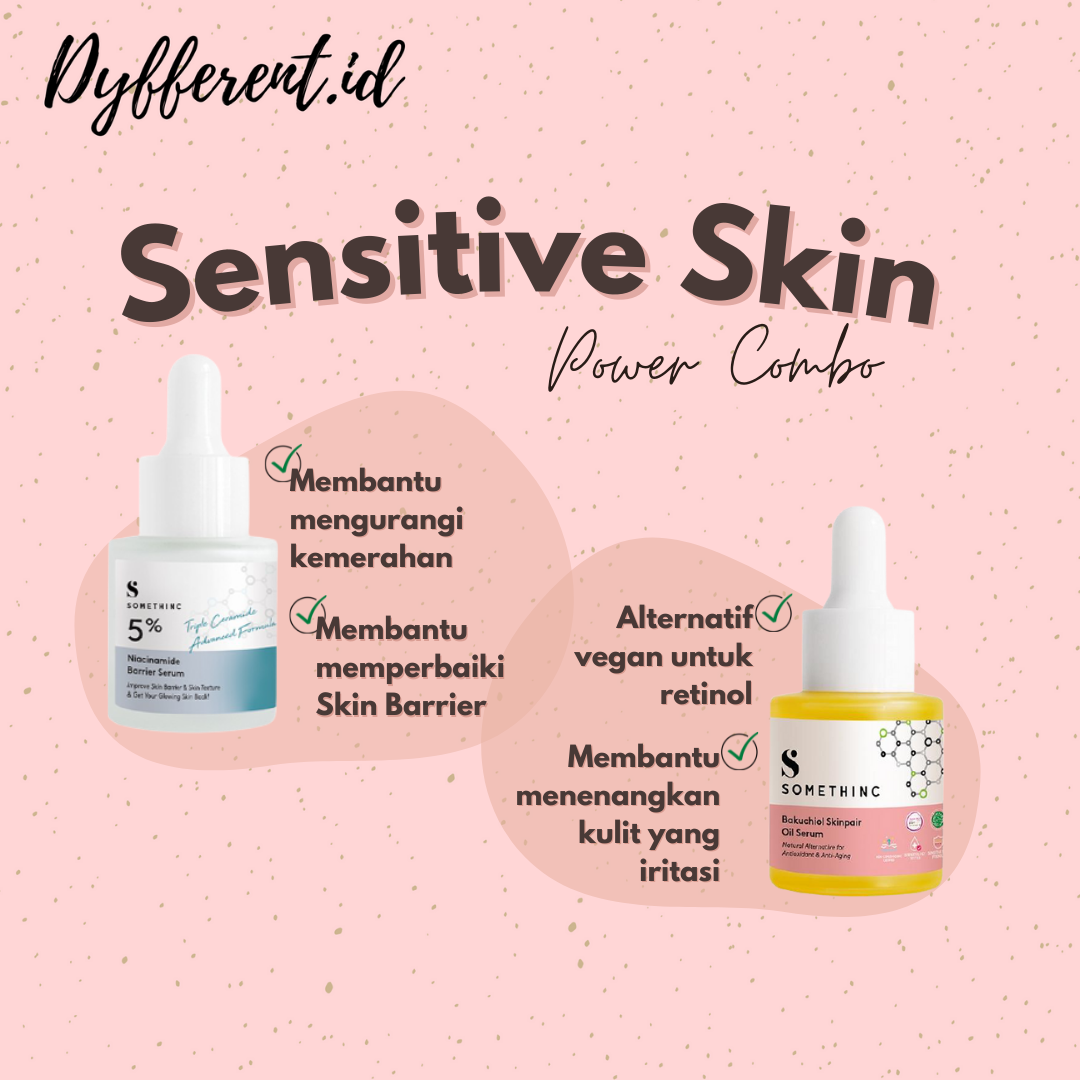 Dyfferent.id
Sensitive Skin
Power Combo
Membantu
mengurangi
kemerahan
Membantu
memperbaiki
Skin Barrier
S
SOMETHINC
5%
Triple Ceramide
Advanced Formula
Niacinamide
Barrier Serum
Improve Skin Barrier & Skin Texture
& Get Your Glowing Skin Back!
Alternatif
vegan untuk
retinol
Membantu
menenangkan
kulit yang
iritasi
S
SOMETHINC
Bakuchiol Skinpair
Oil Serum
Natural Alternative for
Antioxidant & Anti-Aging